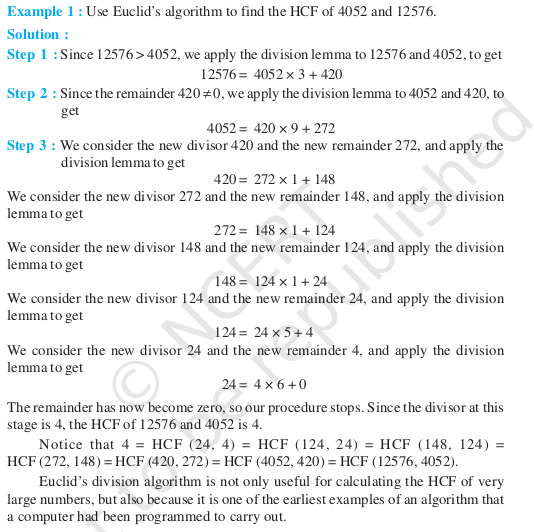 Example 1 : Use Euclid's algorithm to find the HCF of 4052 and 12576.
Solution :
Step 1 : Since 12576 > 4052, we apply the division lemma to 12576 and 4052, to get
12576 = 4052 × 3 + 420
Step 2 : Since the remainder 420 ≠ 0, we apply the division lemma to 4052 and 420, to
get
4052 = 420 × 9 + 272
Step 3 : We consider the new divisor 420 and the new remainder 272, and apply the
division lemma to get
420 = 272 × 1 + 148
We consider the new divisor 272 and the new remainder 148, and apply the division
lemma to get
272 = 148 × 1 + 124
We consider the new divisor 148 and the new remainder 124, and apply the division
lemma to get
148 = 124 × 1 + 24
We consider the new divisor 124 and the new remainder 24, and apply the division
lemma to get
124 = 24 × 5 + 4
We consider the new divisor 24 and the new remainder 4, and apply the division
lemma to get
24 = 4 × 6 + 0
The remainder has now become zero, so our procedure stops. Since the divisor at this
stage is 4, the HCF of 12576 and 4052 is 4.
Notice that 4 = HCF (24, 4) = HCF (124, 24) = HCF (148, 124) =
HCF (272, 148) = HCF (420, 272) = HCF (4052, 420) = HCF (12576, 4052).
Euclid's division algorithm is not only useful for calculating the HCF of very
large numbers, but also because it is one of the earliest examples of an algorithm that
a computer had been programmed to carry out.
© NCERT
to be republished